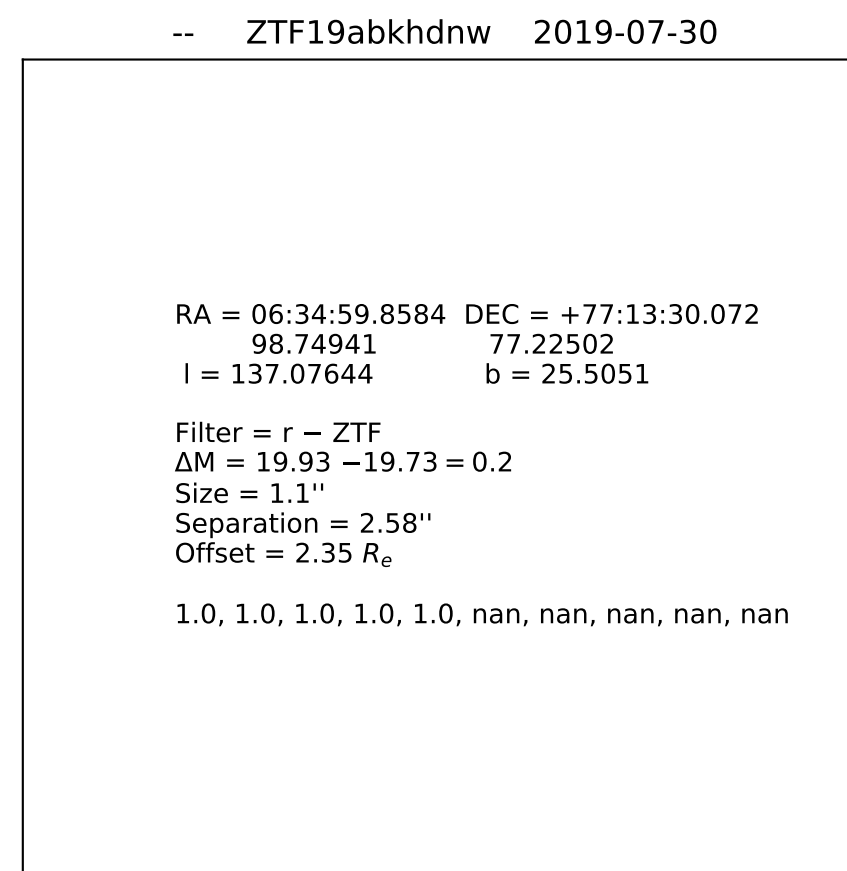 --   ZTF19abkhdnw   2019-07-30
RA = 06:34:59.8584 DEC = +77:13:30.072
98.74941   77.22502
l = 137.07644   b = 25.5051
Filter = r − ZTF
ΔM = 19.93 −19.73 = 0.2
Size = 1.1''
Separation = 2.58''
Offset = 2.35 Rₑ
1.0, 1.0, 1.0, 1.0, 1.0, nan, nan, nan, nan, nan